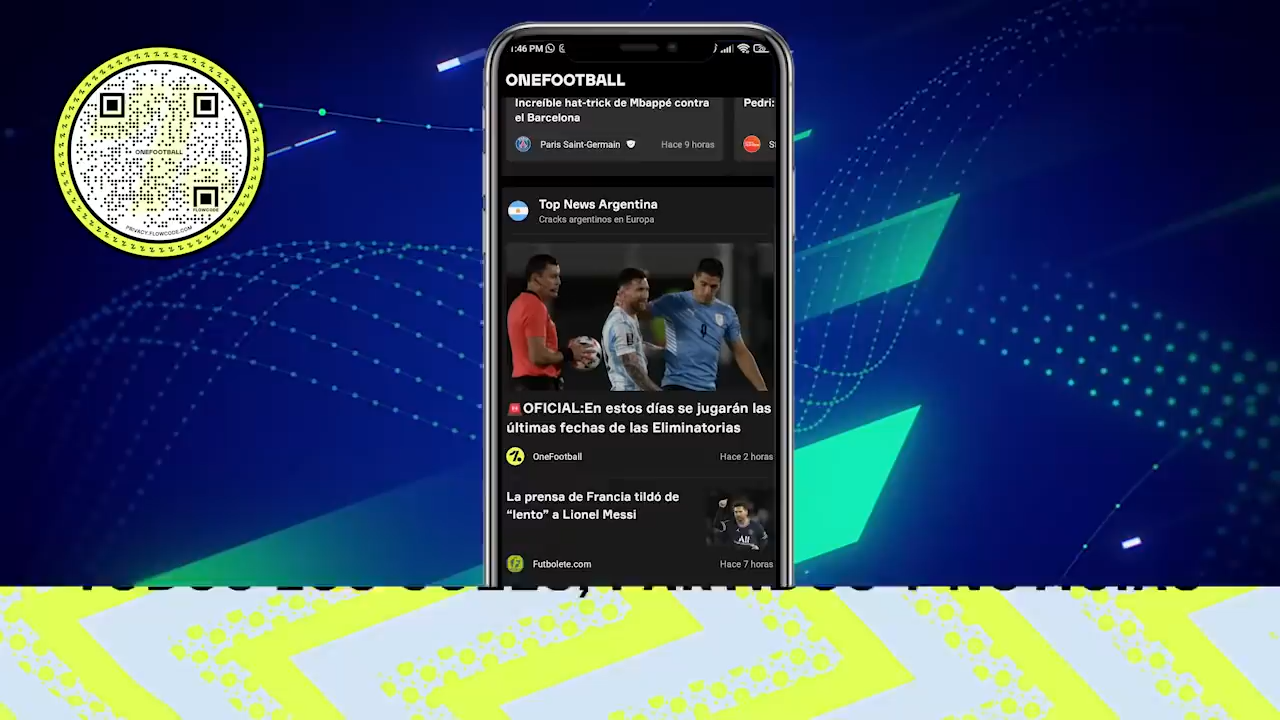 1:46 PM
ONEFOOTBALL
Increíble hat-trick de Mbappé contra
el Barcelona
Paris Saint-Germain
Hace 9 horas
Pedri:
ONEFOOTBALL
FLOWCODE
PRIVACY.FLOWCODE.COM
Top News Argentina
Cracks argentinos en Europa
9
OFICIAL:En estos días se jugarán las
últimas fechas de las Eliminatorias
OneFootball
Hace 2 horas
La prensa de Francia tildó de
“lento” a Lionel Messi
All
Futbolete.com
Hace 7 horas